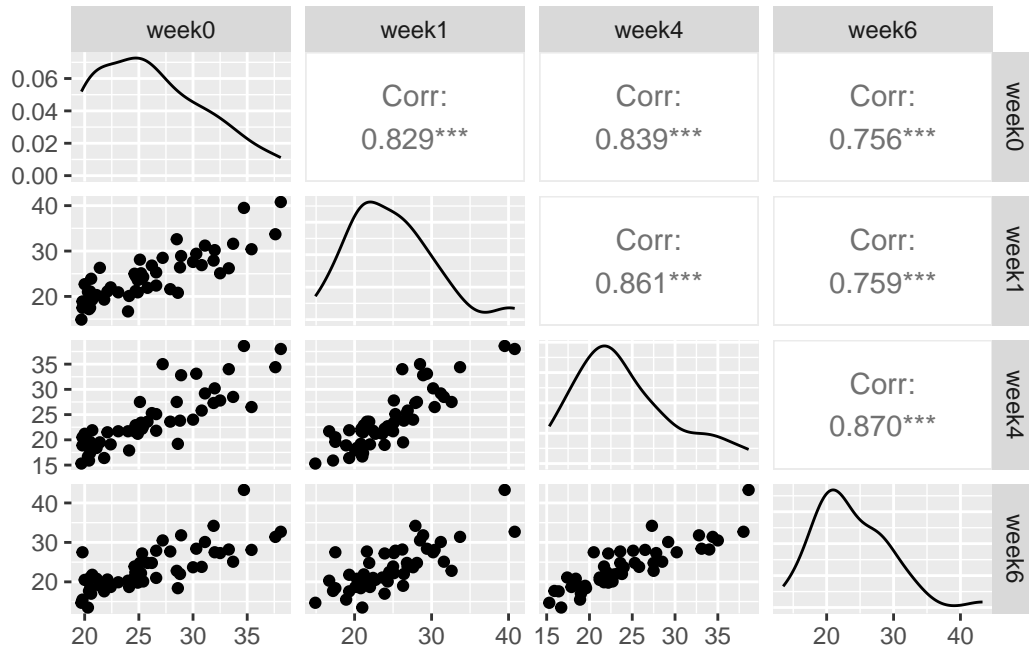 week0 week1 week4 week6
0.06
0.04
0.02
0.00
Corr:
0.829***
Corr:
0.839***
Corr:
0.756***
week0
40
30
20
Corr:
0.861***
Corr:
0.759***
week1
35
30
25
20
15
Corr:
0.870***
week4
40
30
20
week6
20 25 30 35
20 30 40
15 20 25 30 35
20 30 40